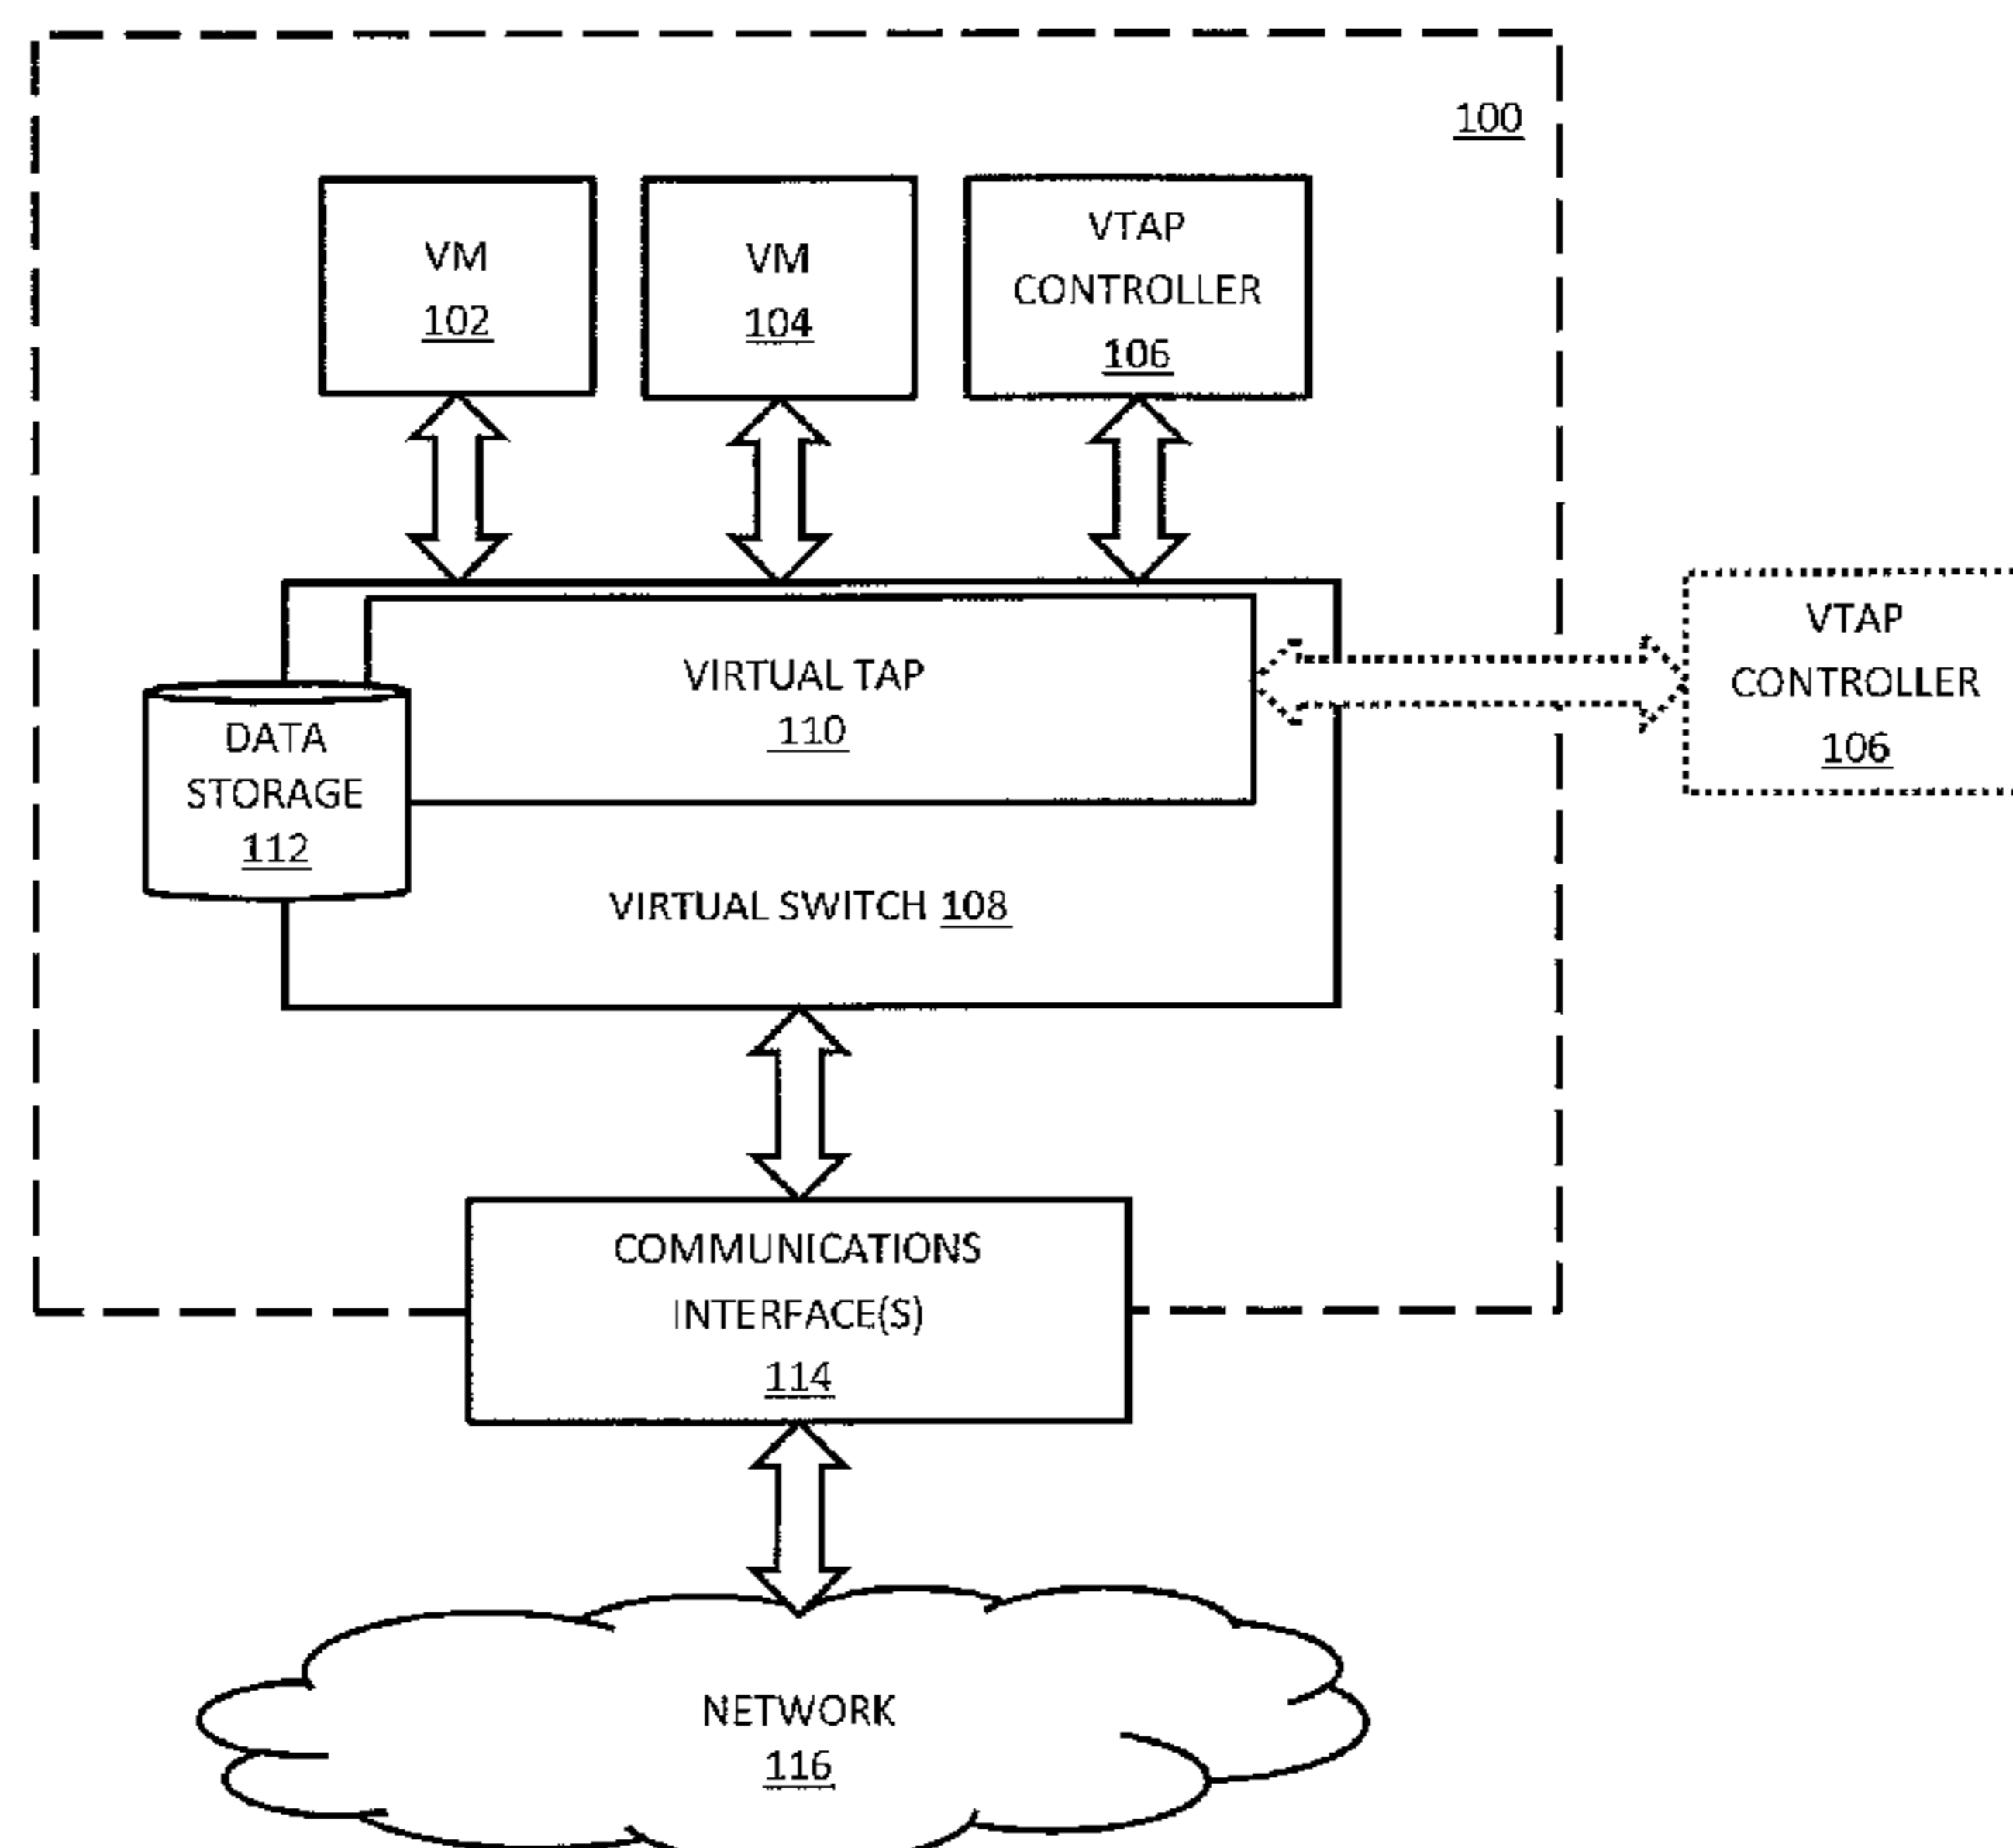 100
VM
102
VM
104
VTAP
CONTROLLER
106
VIRTUAL TAP
110
VTAP
CONTROLLER
106
DATA
STORAGE
112
VIRTUAL SWITCH 108
COMMUNICATIONS
INTERFACE(S)
114
NETWORK
116